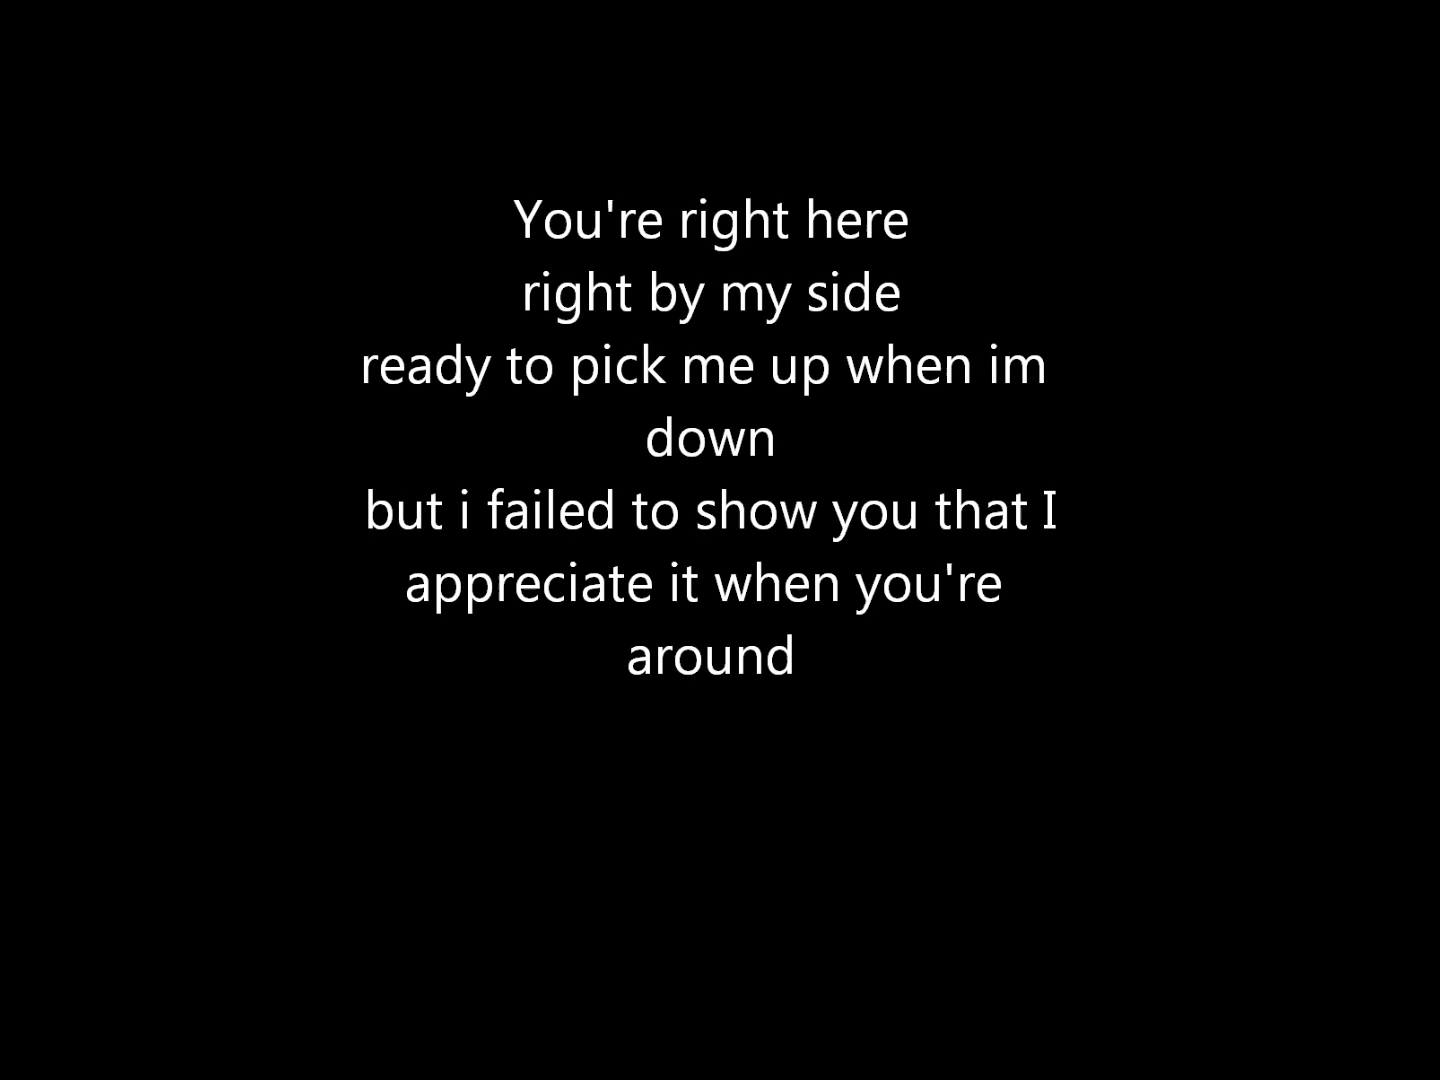 You're right here
right by my side
ready to pick me up when im
down
but i failed to show you that I
appreciate it when you're
around